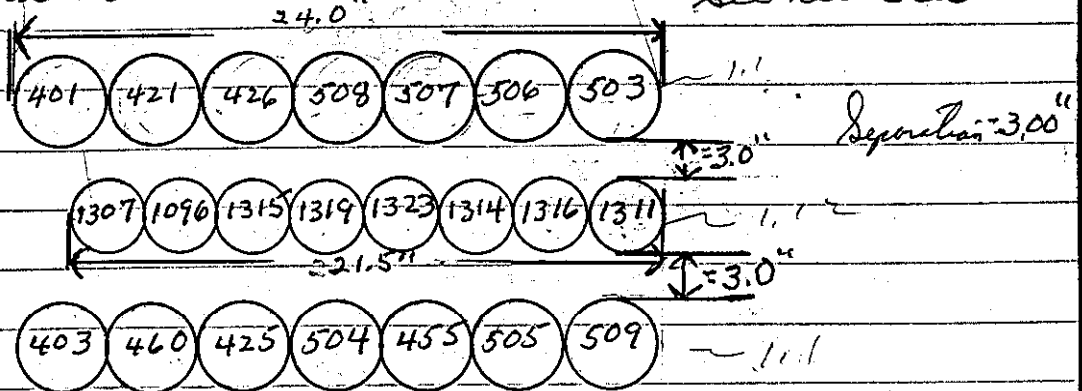 24.0"
401 421 426 508 507 506 503
1.1
Separation = 3.00"
= 3.0"
1307 1096 1315 1319 1323 1314 1316 1311
1.1
≈21.5"
= 3.0"
403 460 425 504 455 505 509
1.1